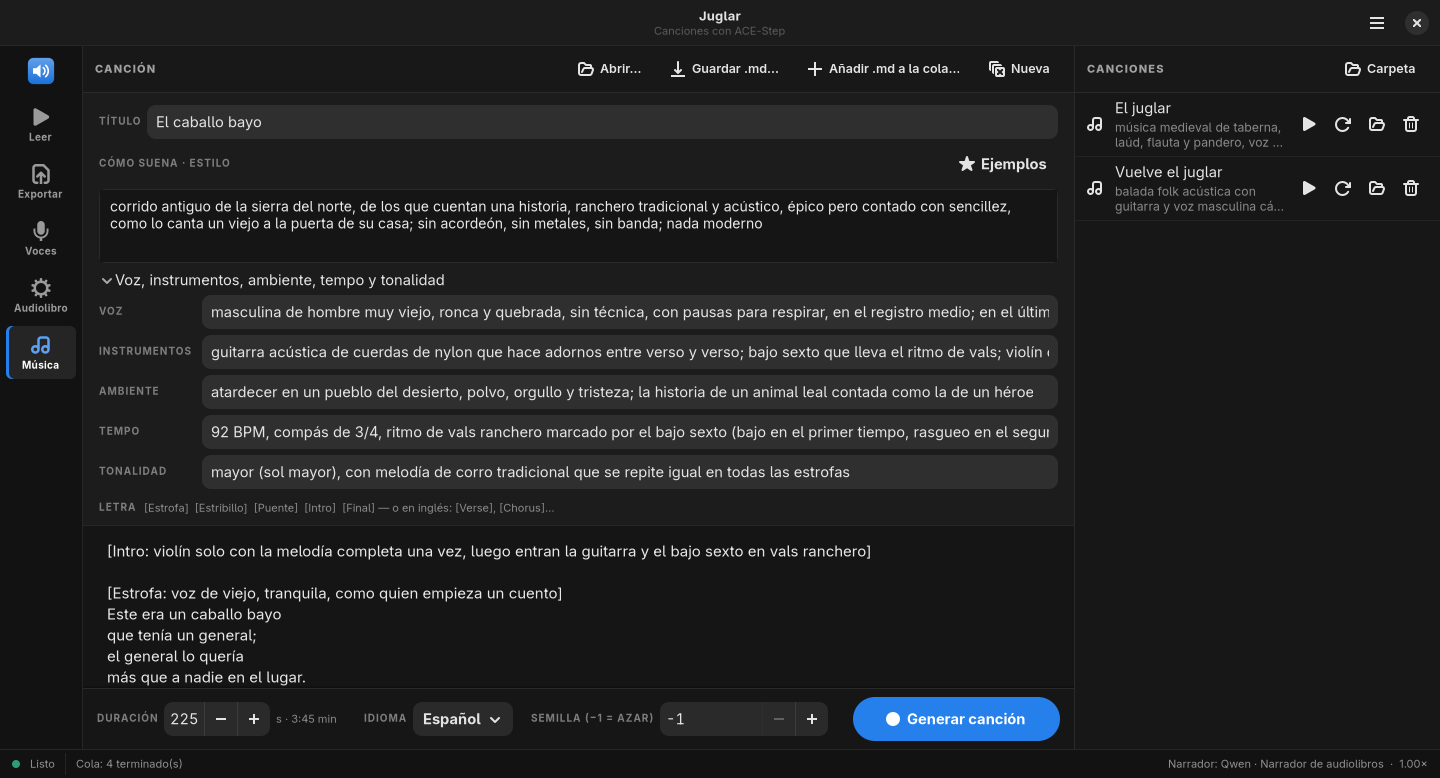 Juglar
Canciones con ACE-Step
Leer
Exportar
Voces
Audiolibro
Música
CANCIÓN
Abrir...
Guardar .md...
Añadir .md a la cola...
Nueva
TÍTULO
El caballo bayo
CÓMO SUENA · ESTILO
Ejemplos
corrido antiguo de la sierra del norte, de los que cuentan una historia, ranchero tradicional y acústico, épico pero contado con sencillez,
como lo canta un viejo a la puerta de su casa; sin acordeón, sin metales, sin banda; nada moderno
Voz, instrumentos, ambiente, tempo y tonalidad
VOZ
masculina de hombre muy viejo, ronca y quebrada, sin técnica, con pausas para respirar, en el registro medio; en el últim
INSTRUMENTOS
guitarra acústica de cuerdas de nylon que hace adornos entre verso y verso; bajo sexto que lleva el ritmo de vals; violín
AMBIENTE
atardecer en un pueblo del desierto, polvo, orgullo y tristeza; la historia de un animal leal contada como la de un héroe
TEMPO
92 BPM, compás de 3/4, ritmo de vals ranchero marcado por el bajo sexto (bajo en el primer tiempo, rasgueo en el segu
TONALIDAD
mayor (sol mayor), con melodía de corro tradicional que se repite igual en todas las estrofas
LETRA [Estrofa] [Estribillo] [Puente] [Intro] [Final] — o en inglés: [Verse], [Chorus]...
[Intro: violín solo con la melodía completa una vez, luego entran la guitarra y el bajo sexto en vals ranchero]
[Estrofa: voz de viejo, tranquila, como quien empieza un cuento]
Este era un caballo bayo
que tenía un general;
el general lo quería
más que a nadie en el lugar.
DURACIÓN
225
s · 3:45 min
IDIOMA
Español
SEMILLA (−1 = AZAR)
-1
Generar canción
CANCIONES
Carpeta
El juglar
música medieval de taberna,
laúd, flauta y pandero, voz ...
Vuelve el juglar
balada folk acústica con
guitarra y voz masculina cá...
Listo
Cola: 4 terminado(s)
Narrador: Qwen · Narrador de audiolibros · 1.00×